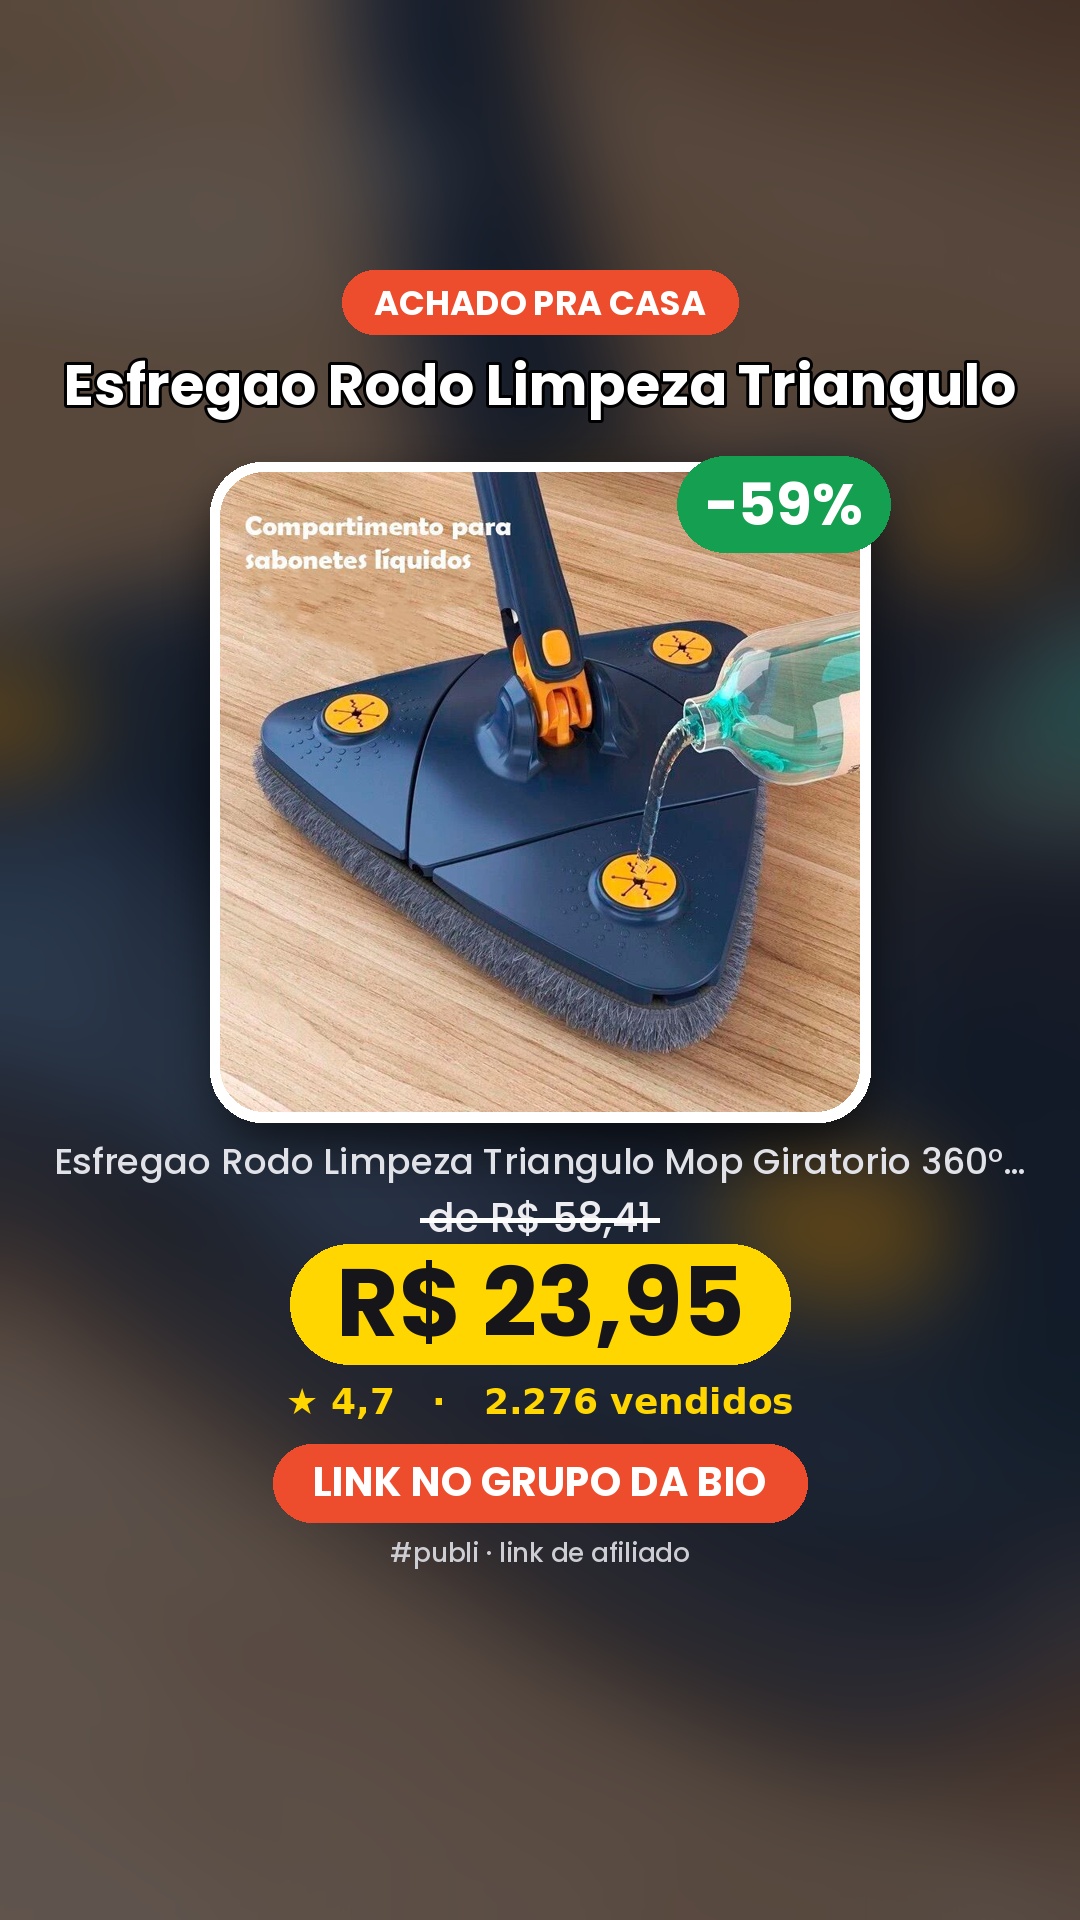 ACHADO PRA CASA
Esfregao Rodo Limpeza Triangulo
-59%
Compartimento para
sabonetes líquidos
Esfregao Rodo Limpeza Triangulo Mop Giratorio 360º...
de R$ 58,41
R$ 23,95
★ 4,7 · 2.276 vendidos
LINK NO GRUPO DA BIO
#publi · link de afiliado